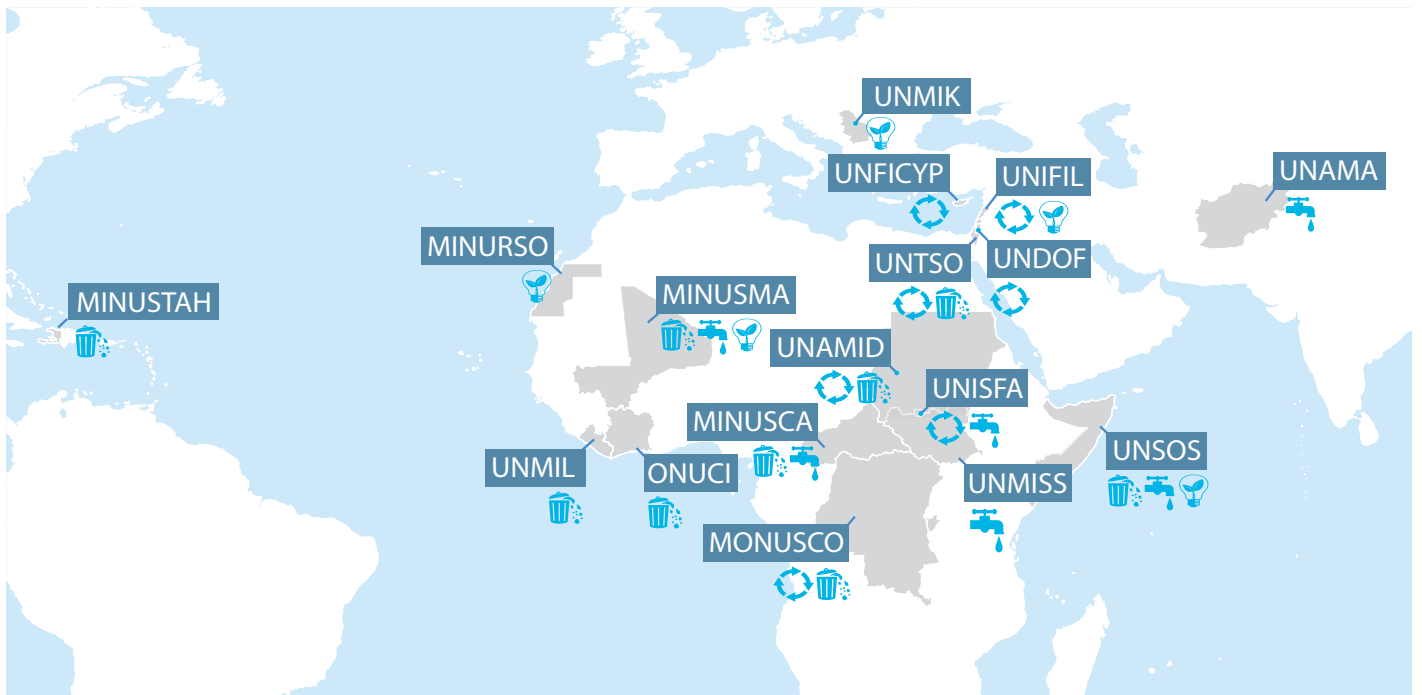 UNMIK
UNFICYP
UNIFIL
UNAMA
MINURSO
UNTSO
UNDOF
MINUSTAH
MINUSMA
UNAMID
UNISFA
MINUSCA
UNMIL
ONUCI
UNSOS
UNMISS
MONUSCO